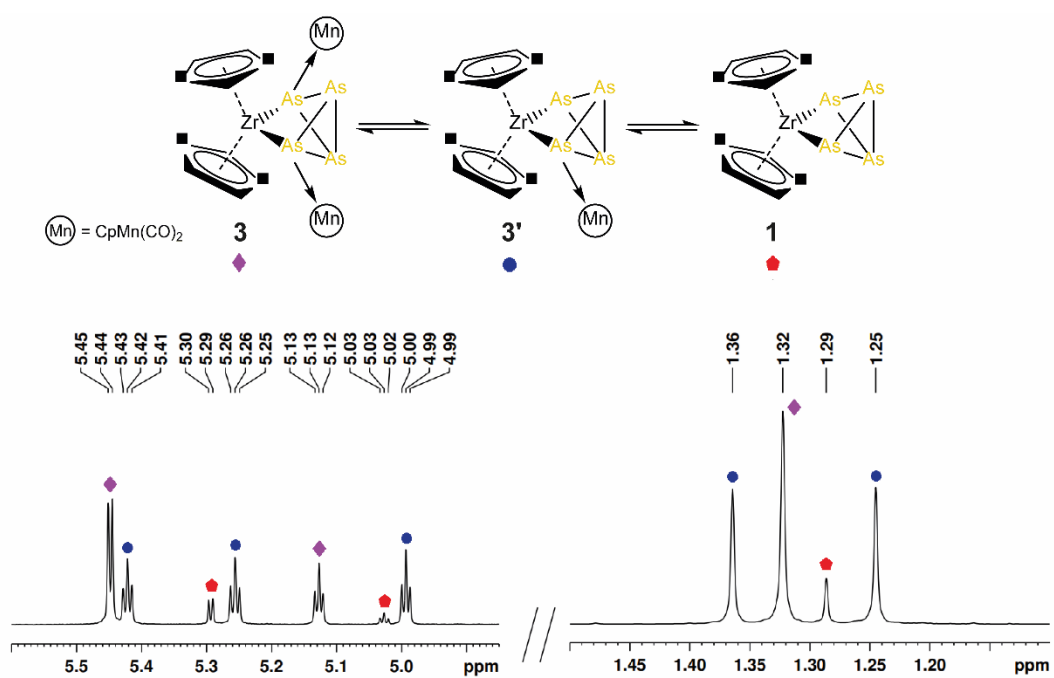 Mn
As As
Zr
As As
Mn
As As
Zr
As As
Mn
As As
Zr
As As
Mn = CpMn(CO)₂
3
3'
1
5.45
5.44
5.43
5.42
5.41
5.30
5.29
5.26
5.26
5.25
5.13
5.13
5.12
5.03
5.03
5.02
5.00
4.99
4.99
1.36
1.32
1.29
1.25
5.5 5.4 5.3 5.2 5.1 5.0 ppm
1.45 1.40 1.35 1.30 1.25 1.20 ppm